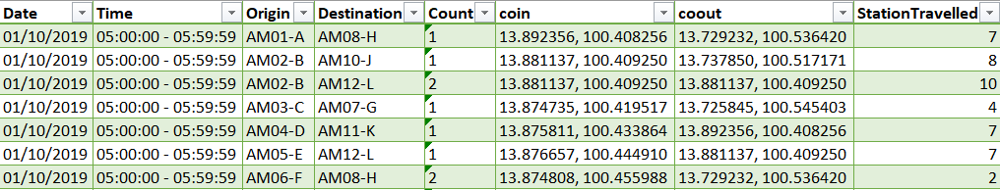 Date Time Origin Destination Count coin coout StationTravelled
01/10/2019 05:00:00 - 05:59:59 AM01-A AM08-H 1 13.892356, 100.408256 13.729232, 100.536420 7
01/10/2019 05:00:00 - 05:59:59 AM02-B AM10-J 1 13.881137, 100.409250 13.737850, 100.517171 8
01/10/2019 05:00:00 - 05:59:59 AM02-B AM12-L 2 13.881137, 100.409250 13.881137, 100.409250 10
01/10/2019 05:00:00 - 05:59:59 AM03-C AM07-G 1 13.874735, 100.419517 13.725845, 100.545403 4
01/10/2019 05:00:00 - 05:59:59 AM04-D AM11-K 1 13.875811, 100.433864 13.892356, 100.408256 7
01/10/2019 05:00:00 - 05:59:59 AM05-E AM12-L 1 13.876657, 100.444910 13.881137, 100.409250 7
01/10/2019 05:00:00 - 05:59:59 AM06-F AM08-H 2 13.874808, 100.455988 13.729232, 100.536420 2